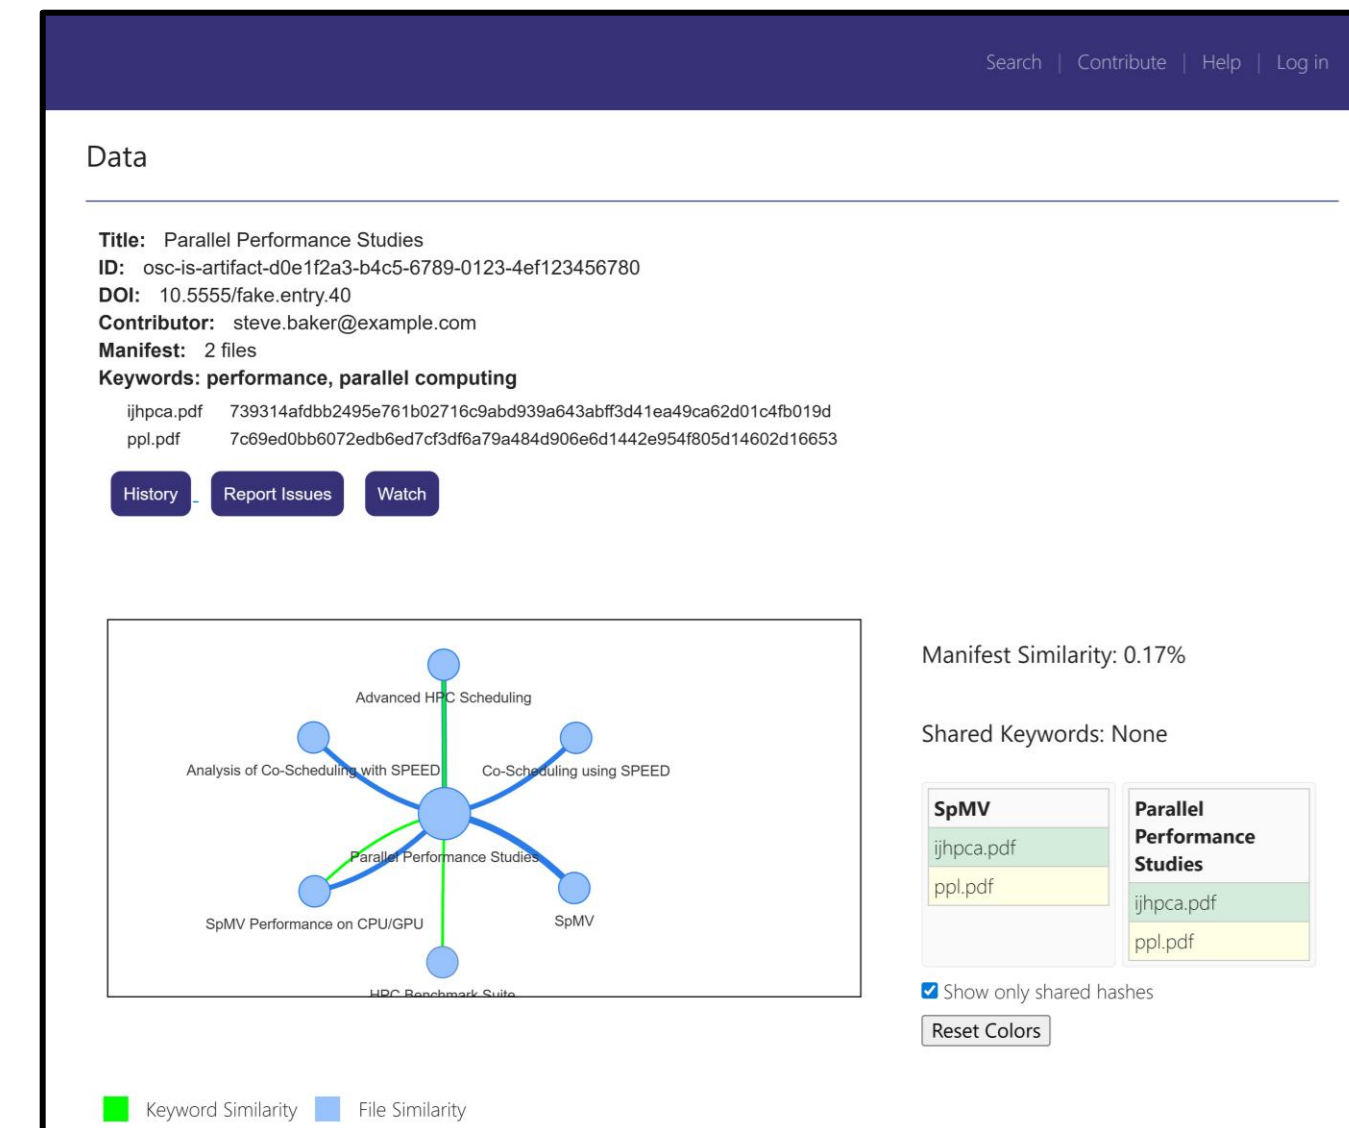 Search | Contribute | Help | Log in
Data
Title: Parallel Performance Studies
ID: osc-is-artifact-d0e1f2a3-b4c5-6789-0123-4ef123456780
DOI: 10.5555/fake.entry.40
Contributor: steve.baker@example.com
Manifest: 2 files
Keywords: performance, parallel computing
ijhpca.pdf 739314afdbb2495e761b02716c9abd939a643abff3d41ea49ca62d01c4fb019d
ppl.pdf 7c69ed0bb6072edb6ed7cf3df6a79a484d906e6d1442e954f805d14602d16653
History Report Issues Watch
Advanced HPC Scheduling
Analysis of Co-Scheduling with SPEED
Co-Scheduling using SPEED
Parallel Performance Studies
SpMV Performance on CPU/GPU
SpMV
HPC Benchmark Suite
Manifest Similarity: 0.17%
Shared Keywords: None
SpMV
ijhpca.pdf
ppl.pdf
Parallel
Performance
Studies
ijhpca.pdf
ppl.pdf
Show only shared hashes
Reset Colors
Keyword Similarity File Similarity